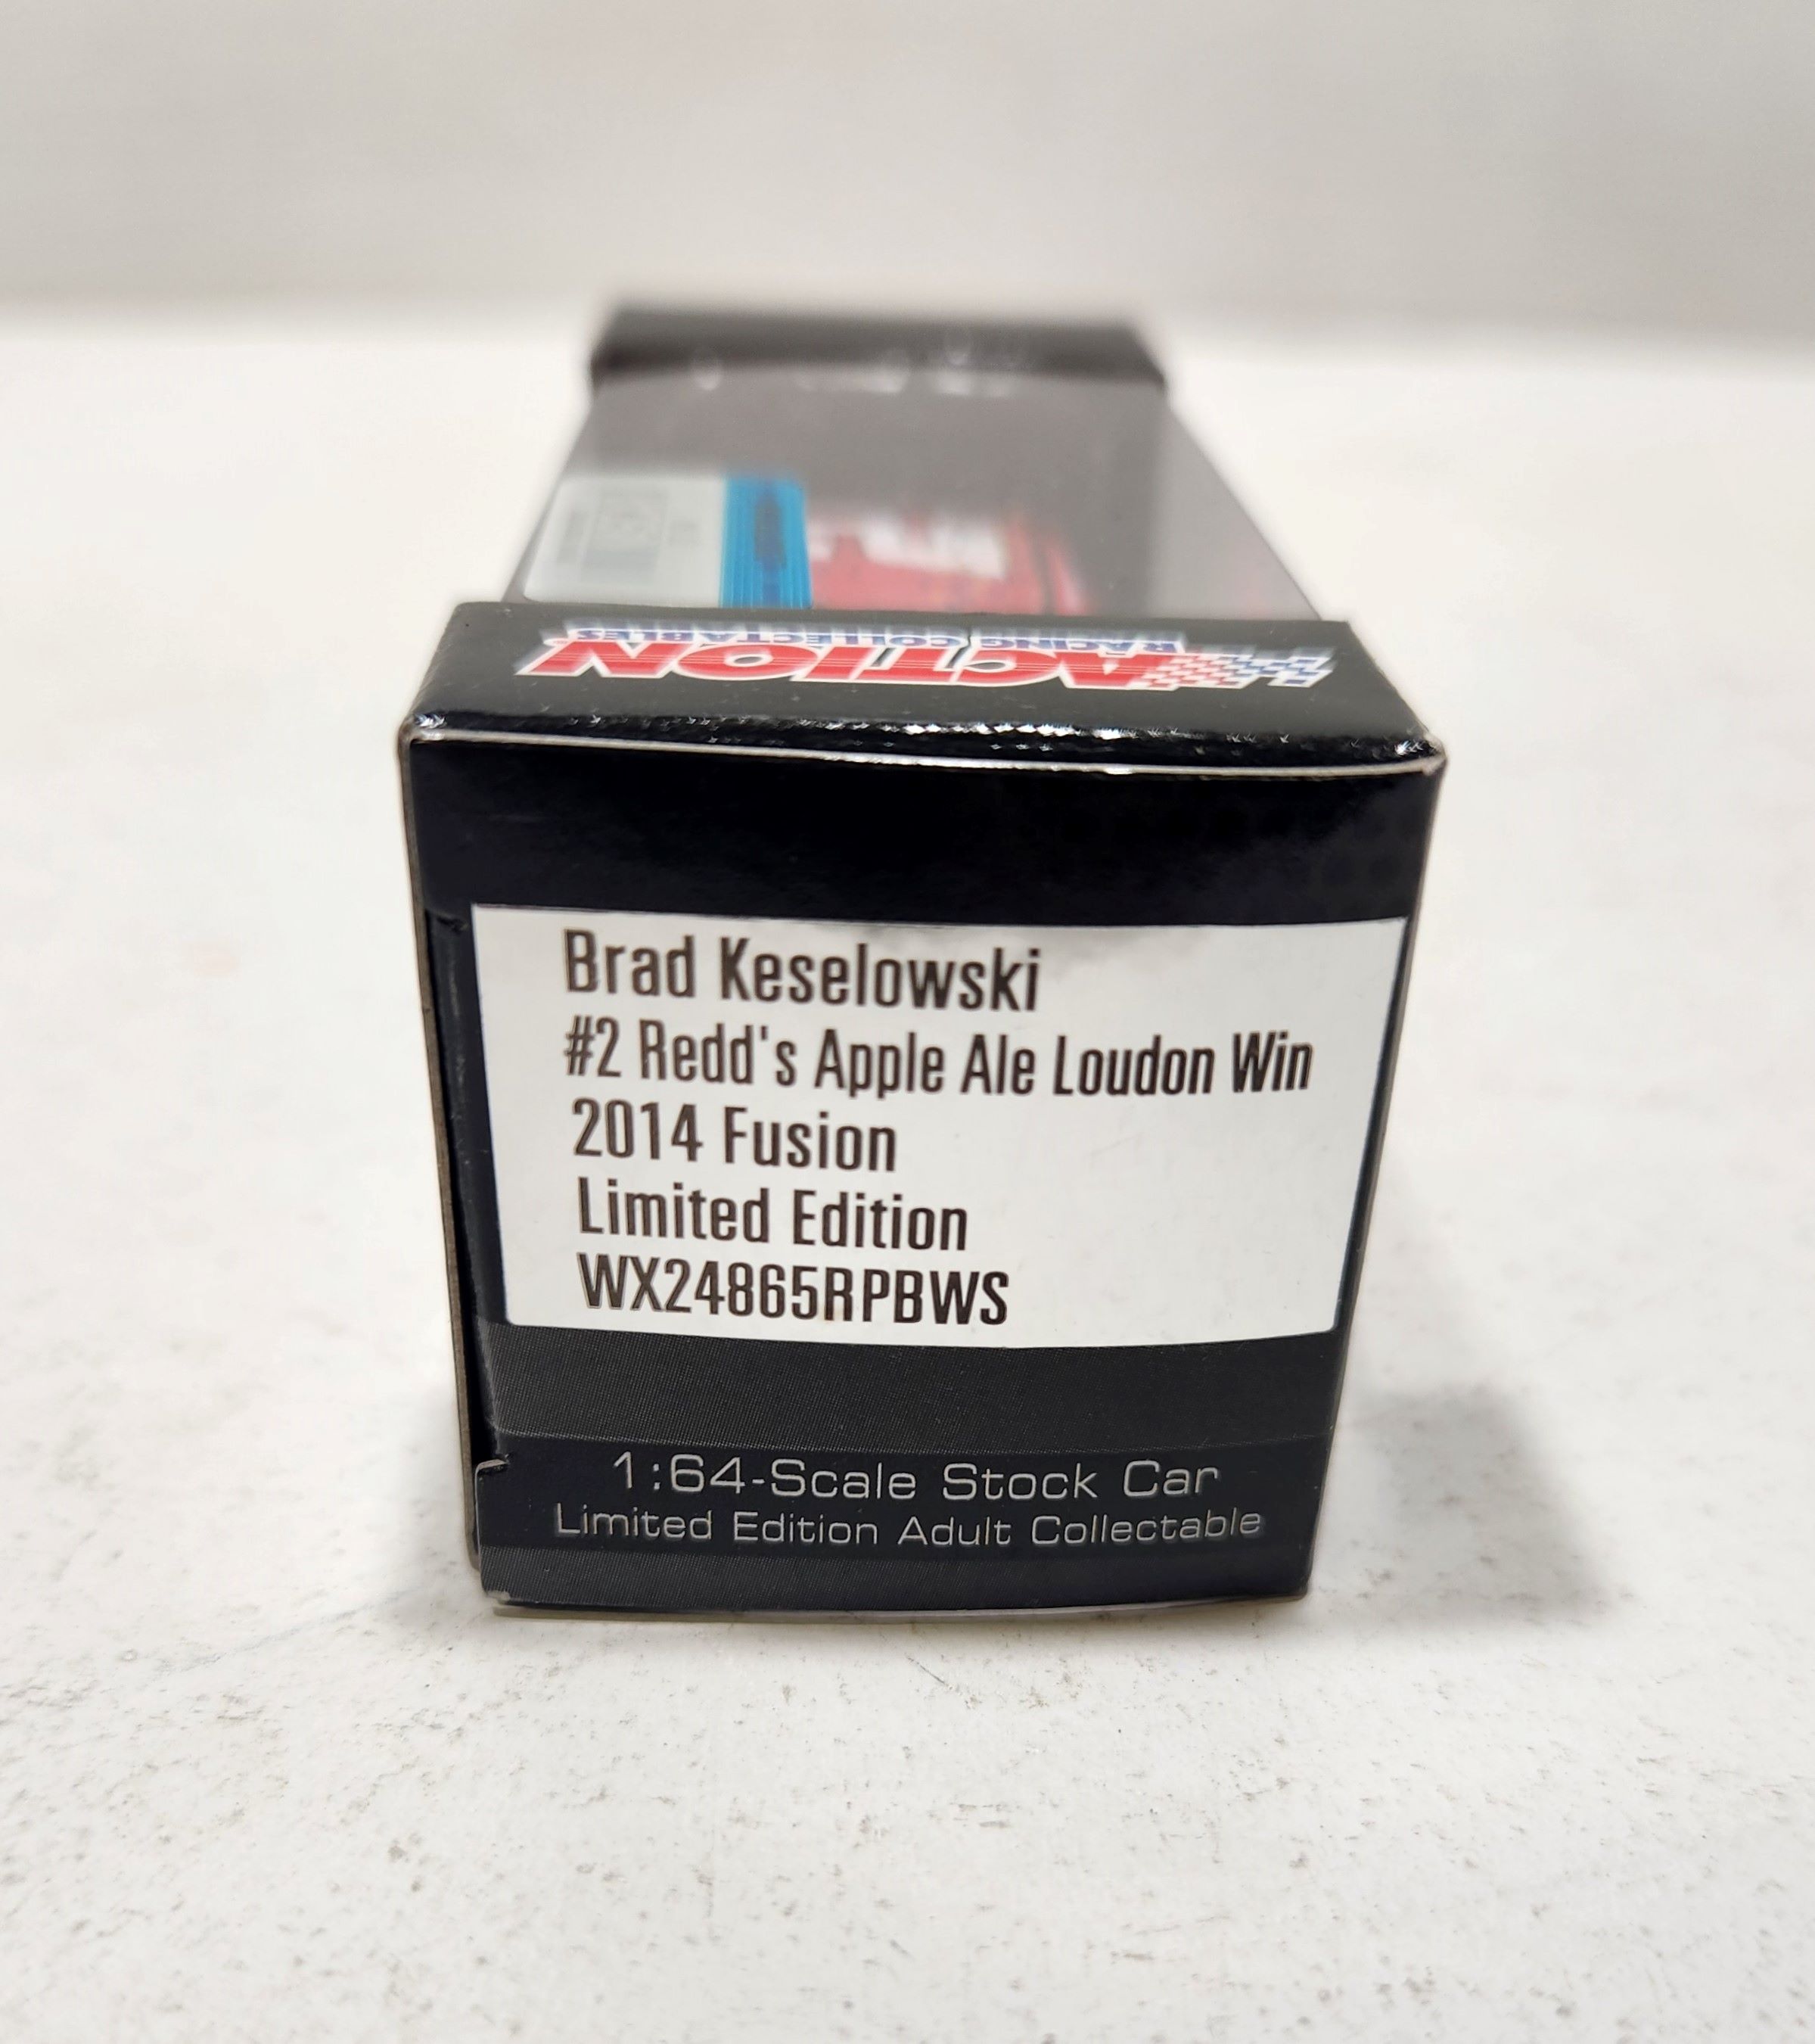 ACTION
RACING COLLECTABLES
Brad Keselowski
#2 Redd's Apple Ale Loudon Win
2014 Fusion
Limited Edition
WX24865RPBWS
1:64-Scale Stock Car
Limited Edition Adult Collectable